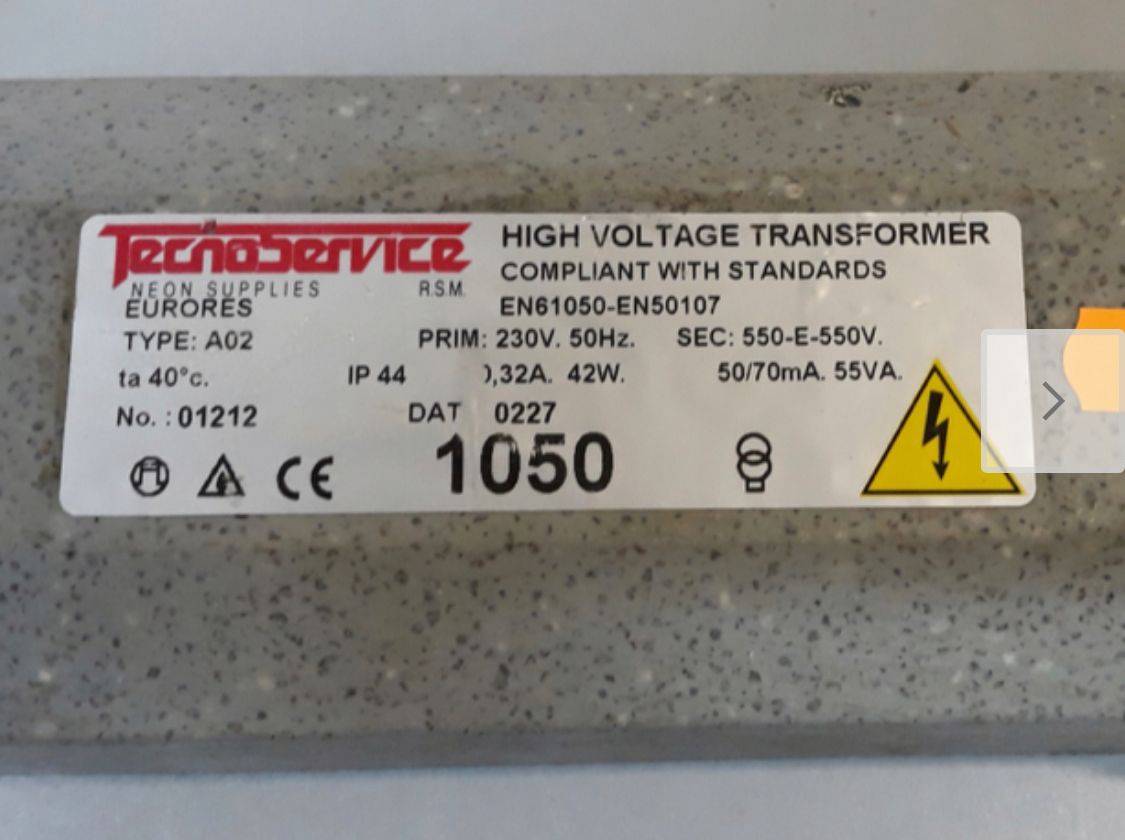 TecnoService
NEON SUPPLIES R.S.M.
EURORES
HIGH VOLTAGE TRANSFORMER
COMPLIANT WITH STANDARDS
EN61050-EN50107
TYPE: A02 PRIM: 230V. 50Hz. SEC: 550-E-550V.
ta 40°c. IP 44 ,32A. 42W. 50/70mA. 55VA.
No. : 01212 DAT 0227
1050
CE